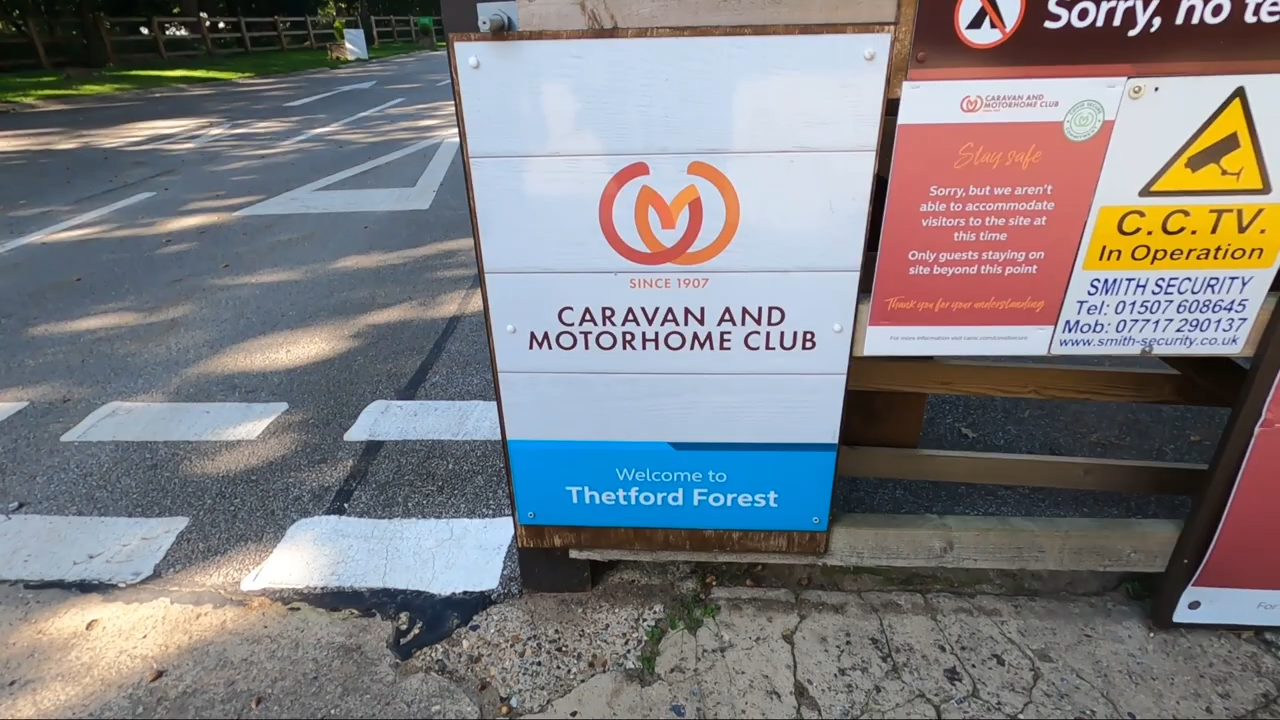 SINCE 1907
CARAVAN AND
MOTORHOME CLUB
Welcome to
Thetford Forest
Sorry, no
CARAVAN AND
MOTORHOME CLUB
Stay safe
Sorry, but we aren't
able to accommodate
visitors to the site at
this time
Only guests staying on
site beyond this point
Thank you for your understanding
C.C.T.V.
In Operation
SMITH SECURITY
Tel: 01507 608645
Mob: 07717 290137
www.smith-security.co.uk